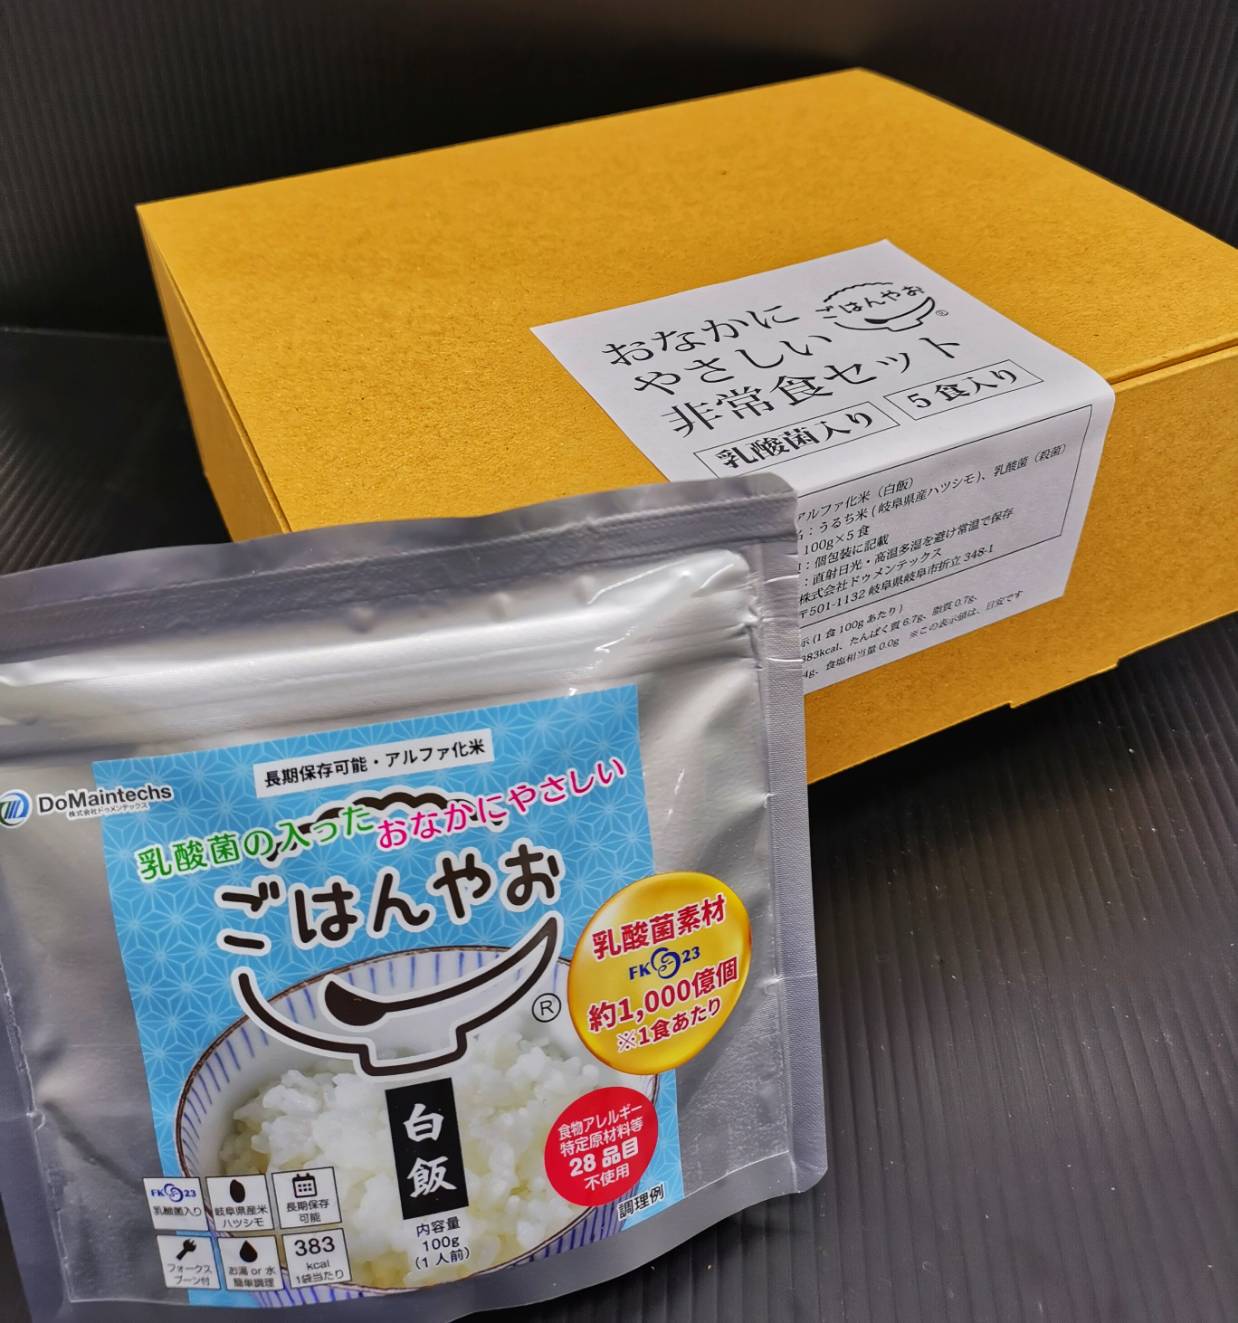 おなかに
やさしい
非常食セット
ごはんやお
®
乳酸菌入り
5食入り
アルファ化米（白飯）
名：うるち米（岐阜県産ハツシモ）、乳酸菌（殺菌）
100g×5食
：個包装に記載
：直射日光・高温多湿を避け常温で保存
株式会社ドゥメンテックス
〒501-1132 岐阜県岐阜市折立 348-1
示(1食100gあたり)
383kcal、たんぱく質 6.7g、脂質 0.7g、
4g、食塩相当量 0.0g ※この表示値は、目安です
長期保存可能・アルファ化米
DoMaintechs
株式会社ドゥメンテックス
乳酸菌の入ったおなかにやさしい
ごはんやお
®
乳酸菌素材
FK 23
約1,000億個
※1食あたり
白飯
内容量
100g
（1人前）
食物アレルギー
特定原材料等
28品目
不使用
調理例
FK 23
乳酸菌入り
岐阜県産米
ハツシモ
長期保存
可能
フォークス
プーン付
お湯 or 水
簡単調理
383
kcal
1袋当たり